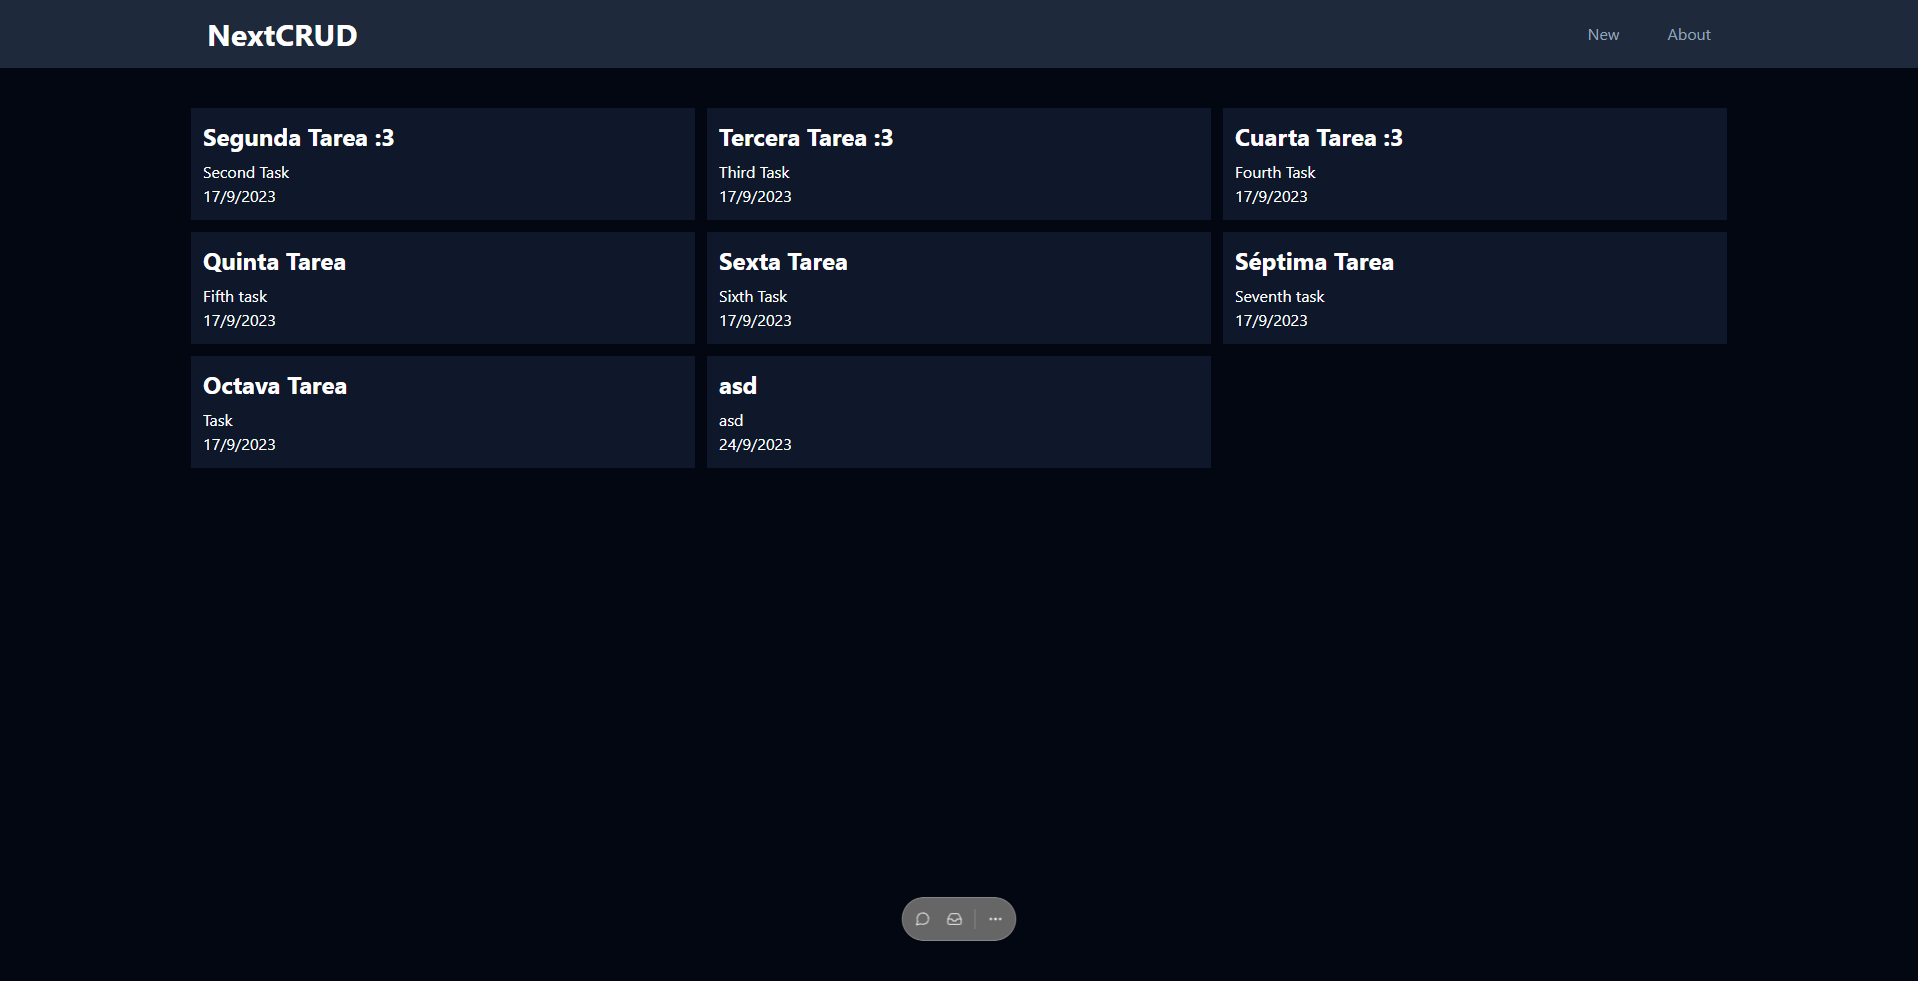 NextCRUD
New
About
Segunda Tarea :3
Second Task
17/9/2023
Tercera Tarea :3
Third Task
17/9/2023
Cuarta Tarea :3
Fourth Task
17/9/2023
Quinta Tarea
Fifth task
17/9/2023
Sexta Tarea
Sixth Task
17/9/2023
Séptima Tarea
Seventh task
17/9/2023
Octava Tarea
Task
17/9/2023
asd
asd
24/9/2023